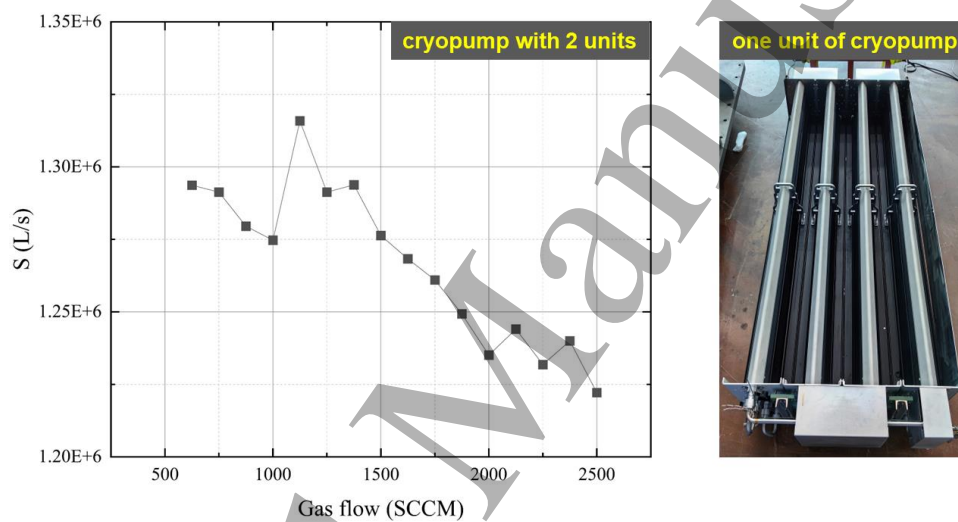 cryopump with 2 units
one unit of cryopump
1.35E+6
1.30E+6
1.25E+6
1.20E+6
S (L/s)
500
1000
1500
2000
2500
Gas flow (SCCM)